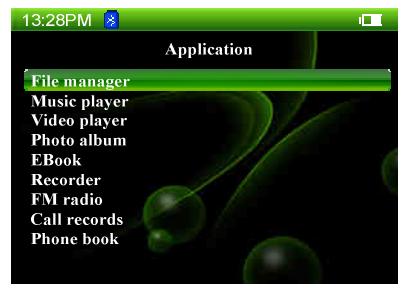 13:28PM
Application
File manager
Music player
Video player
Photo album
EBook
Recorder
FM radio
Call records
Phone book